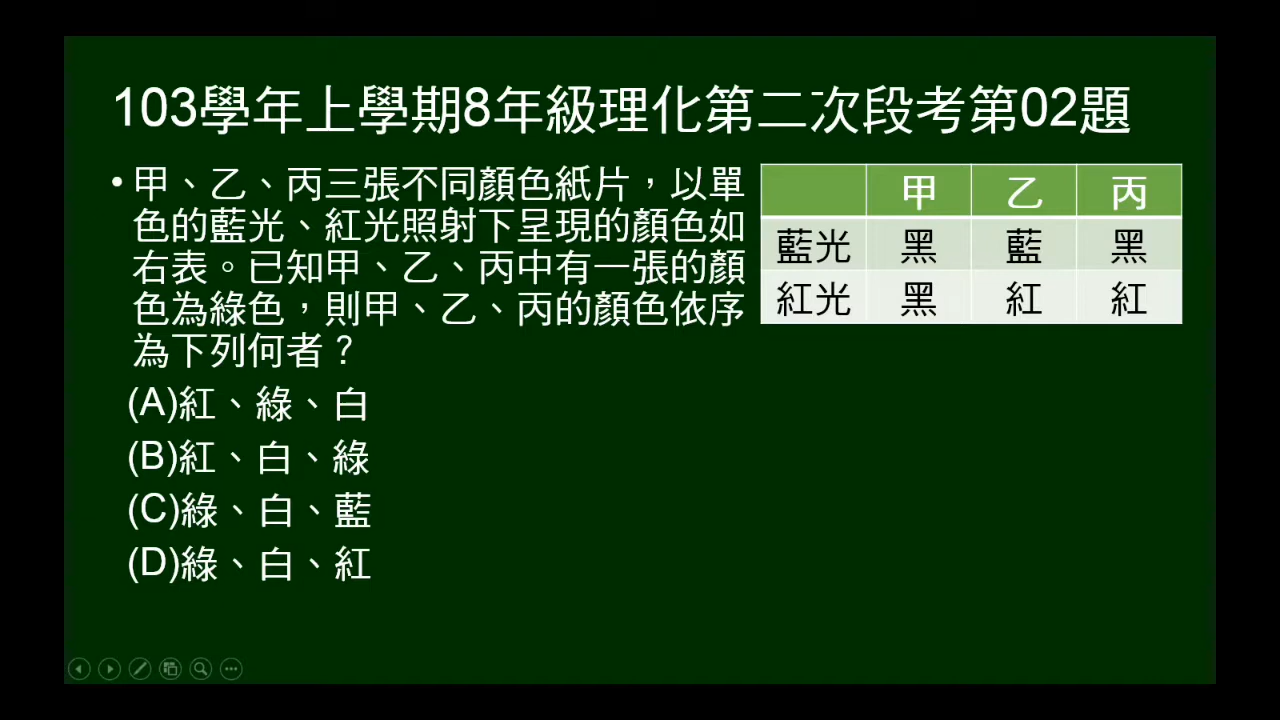 103學年上學期8年級理化第二次段考第02題
•甲、乙、丙三張不同顏色紙片，以單
色的藍光、紅光照射下呈現的顏色如
右表。已知甲、乙、丙中有一張的顏
色為綠色，則甲、乙、丙的顏色依序
為下列何者？
甲 乙 丙
藍光 黑 藍 黑
紅光 黑 紅 紅
(A)紅、綠、白
(B)紅、白、綠
(C)綠、白、藍
(D)綠、白、紅